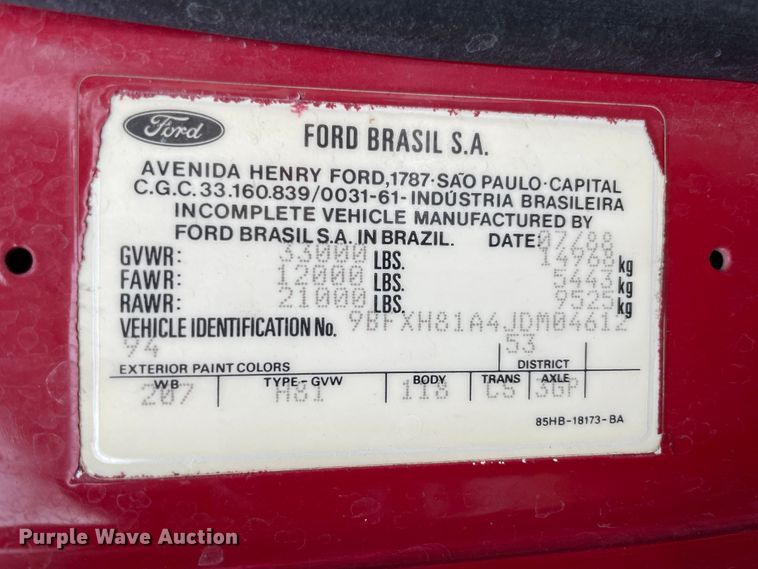 Ford
FORD BRASIL S.A.
AVENIDA HENRY FORD,1787-SAO PAULO-CAPITAL
C.G.C. 33.160.839/0031-61-INDÚSTRIA BRASILEIRA
INCOMPLETE VEHICLE MANUFACTURED BY
FORD BRASIL S.A. IN BRAZIL. DATE: 07/88
GVWR: 33000 LBS. 14968 kg
FAWR: 12000 LBS. 5443 kg
RAWR: 21000 LBS. 9525 kg
VEHICLE IDENTIFICATION No. 9BFXH81A4JDM04612
94 53
EXTERIOR PAINT COLORS DISTRICT
WB TYPE-GVW BODY TRANS AXLE
207 H81 118 C5 3GP
85HB-18173-BA
Purple Wave Auction